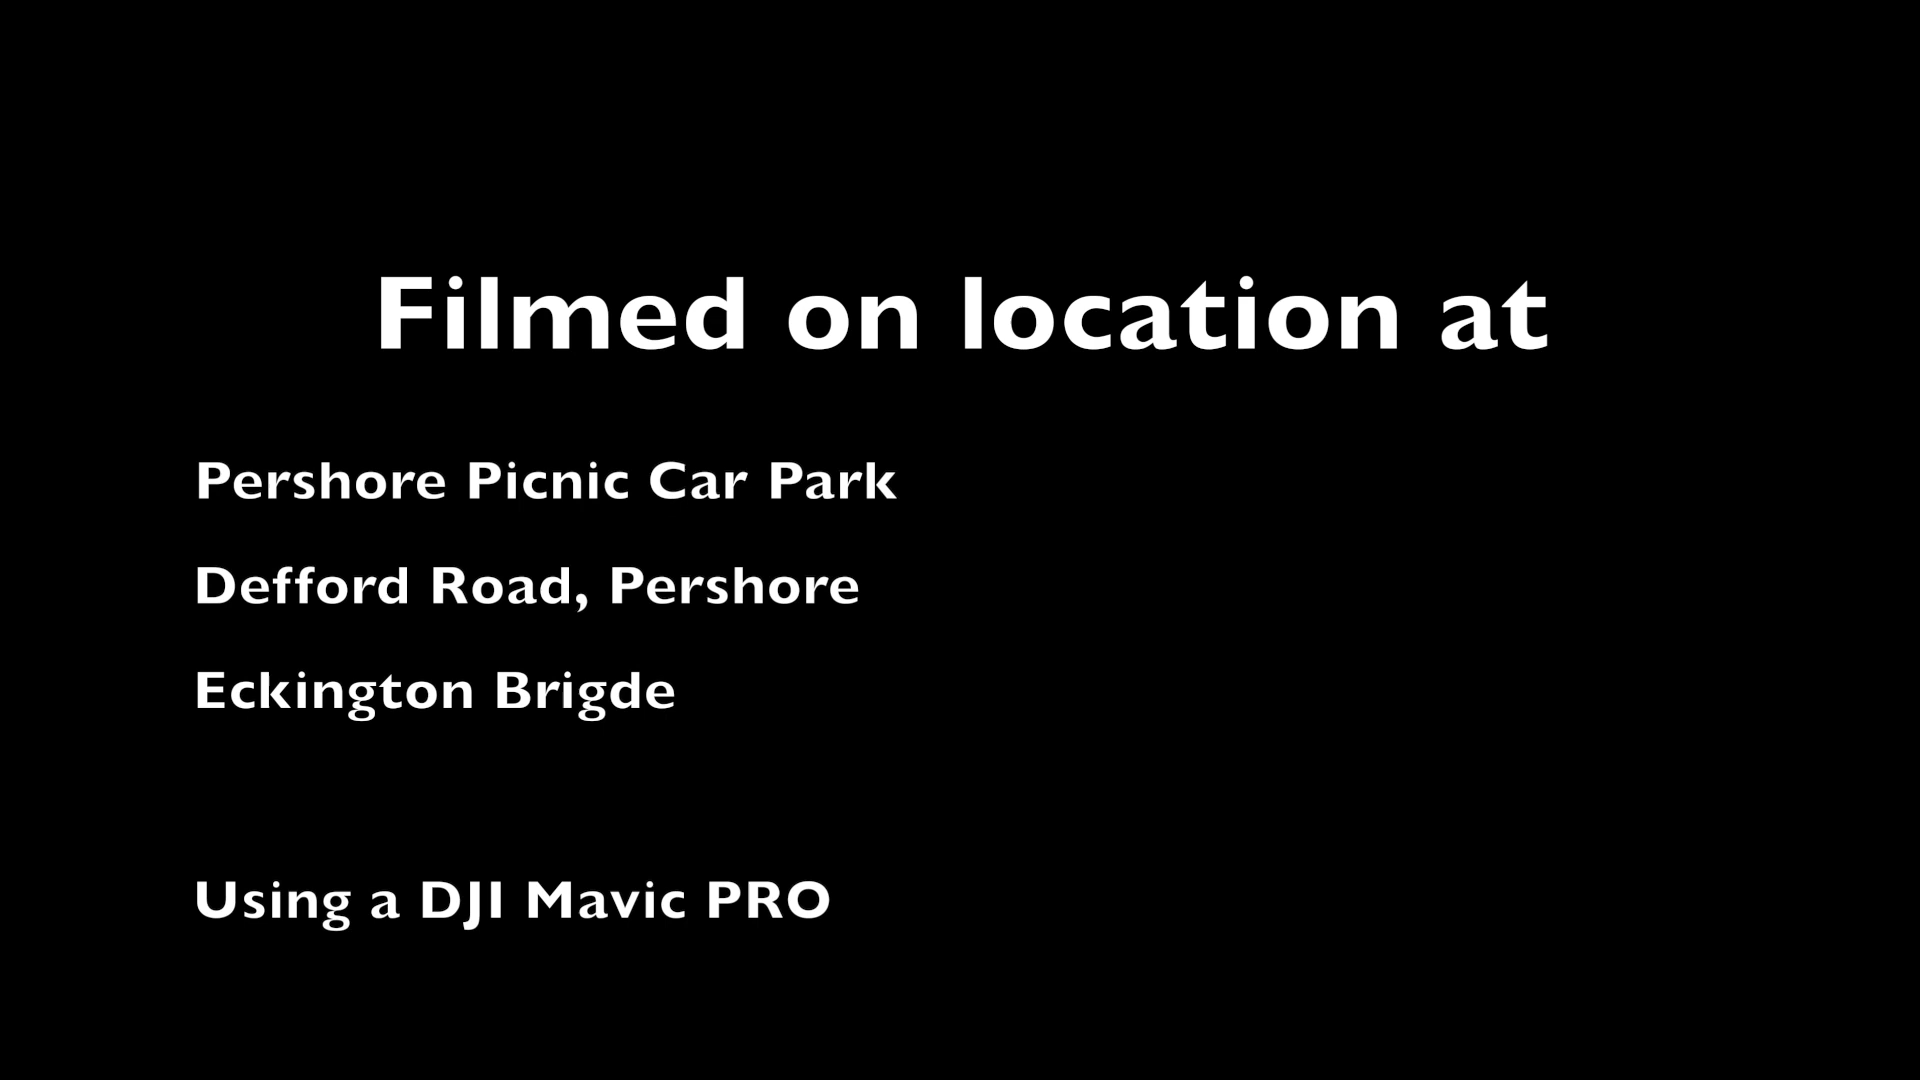 Filmed on location at
Pershore Picnic Car Park
Defford Road, Pershore
Eckington Brigde
Using a DJI Mavic PRO